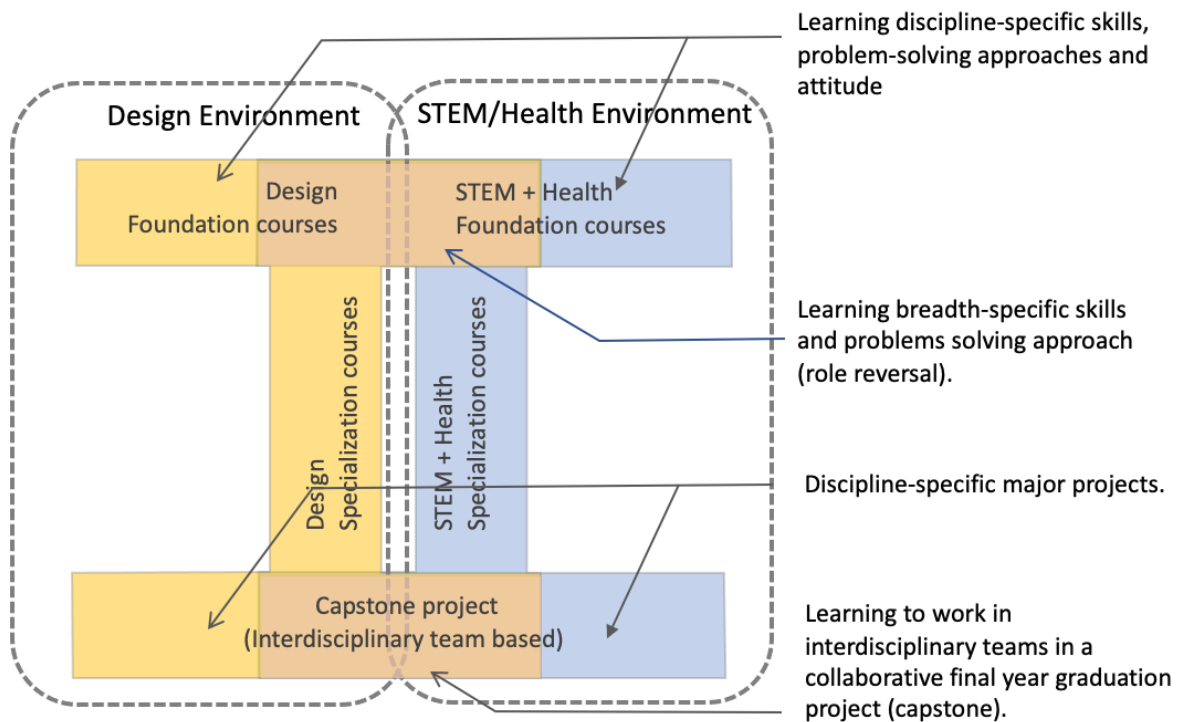 Learning discipline-specific skills,
problem-solving approaches and
attitude
Design Environment
STEM/Health Environment
Design
Foundation courses
STEM + Health
Foundation courses
Learning breadth-specific skills
and problems solving approach
(role reversal).
Design
Specialization courses
STEM + Health
Specialization courses
Discipline-specific major projects.
Capstone project
(Interdisciplinary team based)
Learning to work in
interdisciplinary teams in a
collaborative final year graduation
project (capstone).